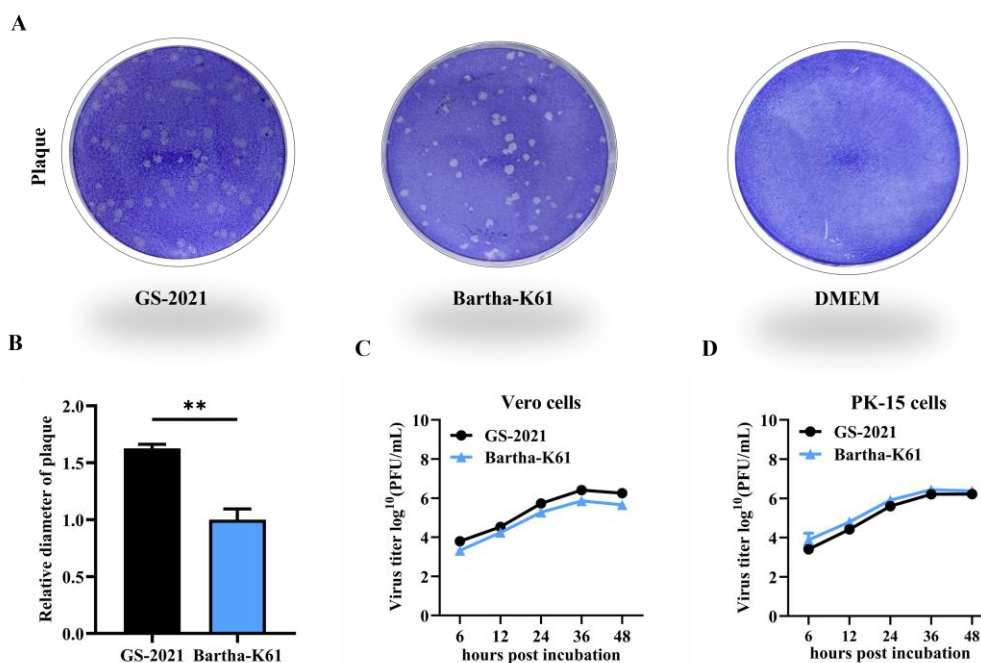 A
Plaque
GS-2021
Bartha-K61
DMEM
B
Relative diameter of plaque
2.0
1.5
1.0
0.5
0.0
**
GS-2021 Bartha-K61
C
Vero cells
Virus titer log¹⁰(PFU/mL)
10
8
6
4
2
0
GS-2021
Bartha-K61
6 12 24 36 48
hours post incubation
D
PK-15 cells
Virus titer log¹⁰(PFU/mL)
10
8
6
4
2
0
GS-2021
Bartha-K61
6 12 24 36 48
hours post incubation